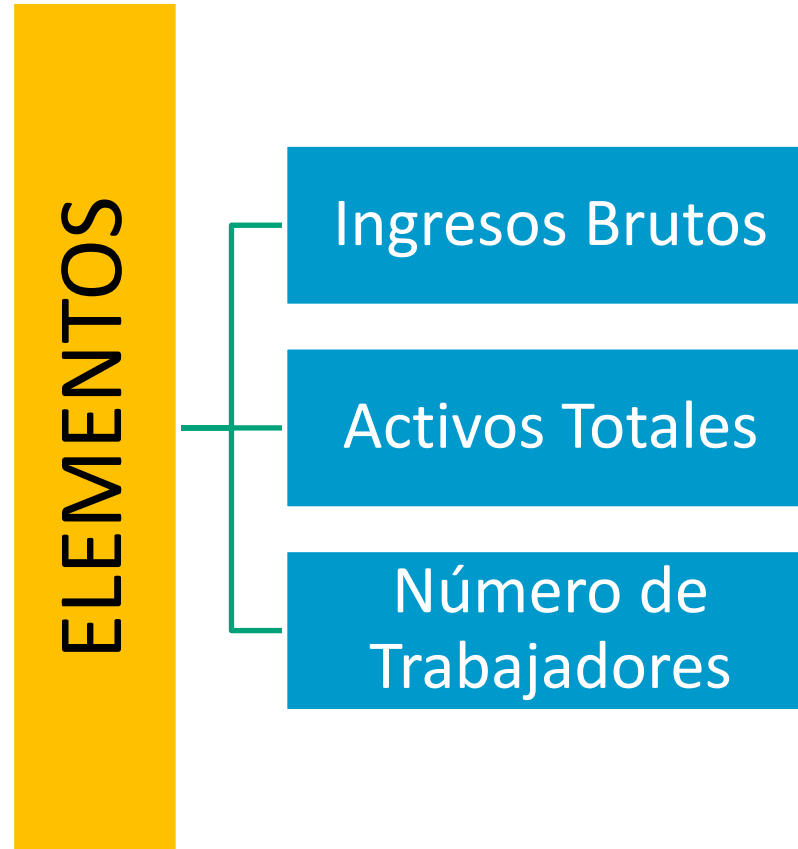 ELEMENTOS
Ingresos Brutos
Activos Totales
Número de
Trabajadores